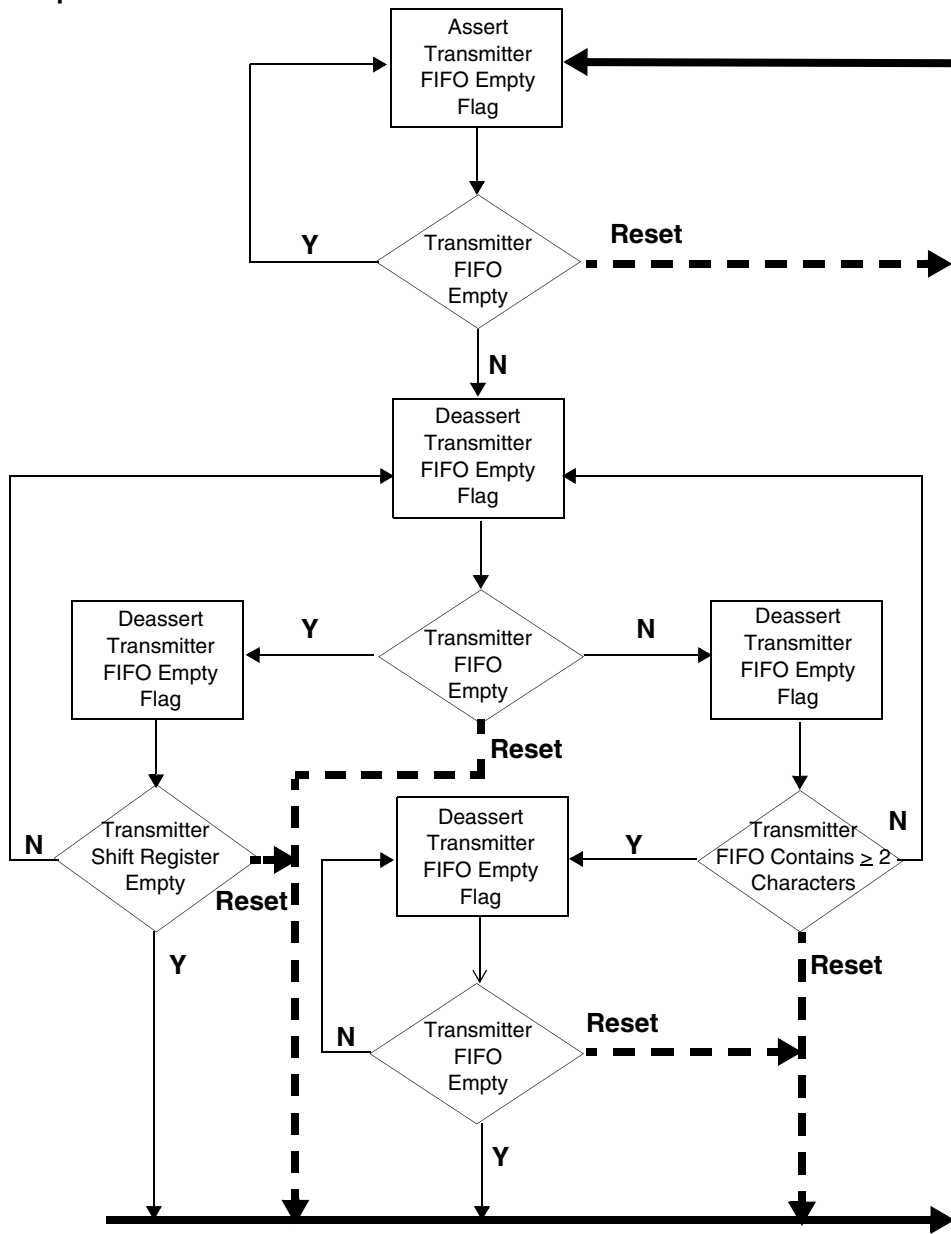 Assert
Transmitter
FIFO Empty
Flag
Y
Transmitter
FIFO
Empty
Reset
N
Deassert
Transmitter
FIFO Empty
Flag
Deassert
Transmitter
FIFO Empty
Flag
Y
Transmitter
FIFO
Empty
N
Deassert
Transmitter
FIFO Empty
Flag
Reset
N
Transmitter
Shift Register
Empty
Reset
Y
Deassert
Transmitter
FIFO Empty
Flag
Y
Transmitter
FIFO Contains ≥ 2
Characters
N
Reset
N
Transmitter
FIFO
Empty
Reset
Y